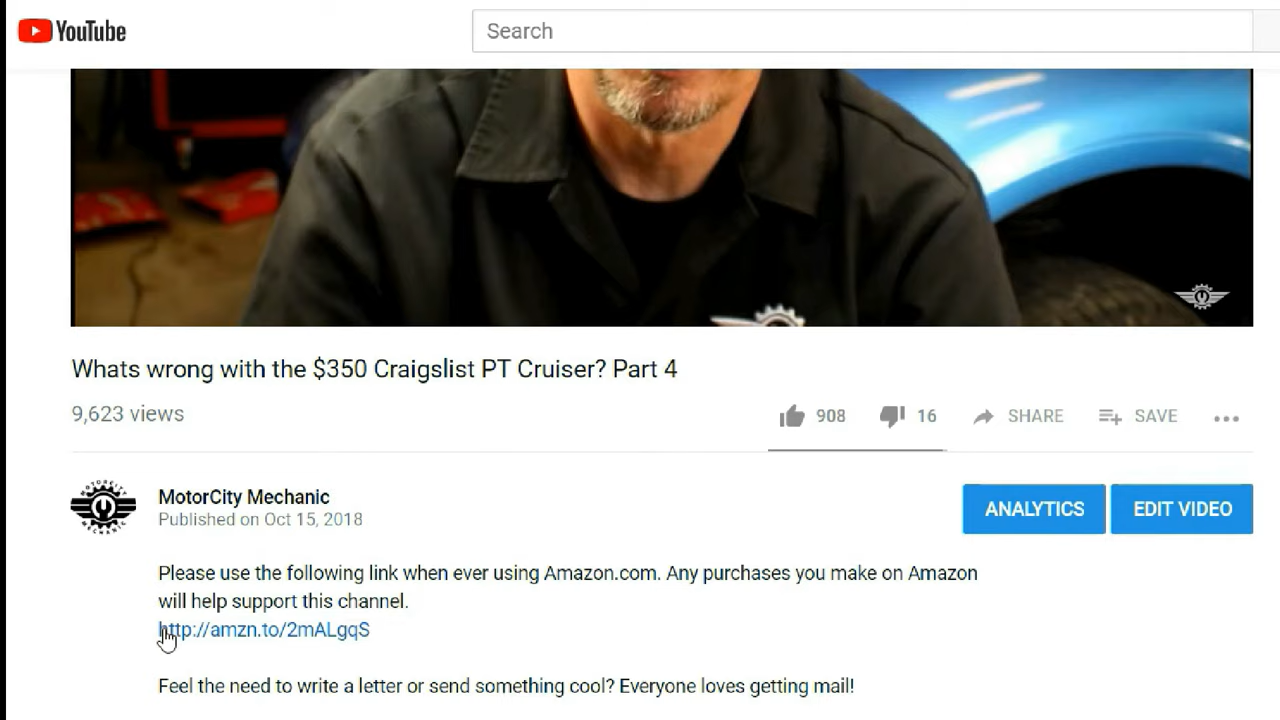 YouTube
Search
Whats wrong with the $350 Craigslist PT Cruiser? Part 4
9,623 views
908
16
SHARE
SAVE
MOTORCITY
MECHANIC
MotorCity Mechanic
Published on Oct 15, 2018
ANALYTICS
EDIT VIDEO
Please use the following link when ever using Amazon.com. Any purchases you make on Amazon
will help support this channel.
http://amzn.to/2mALgqS
Feel the need to write a letter or send something cool? Everyone loves getting mail!